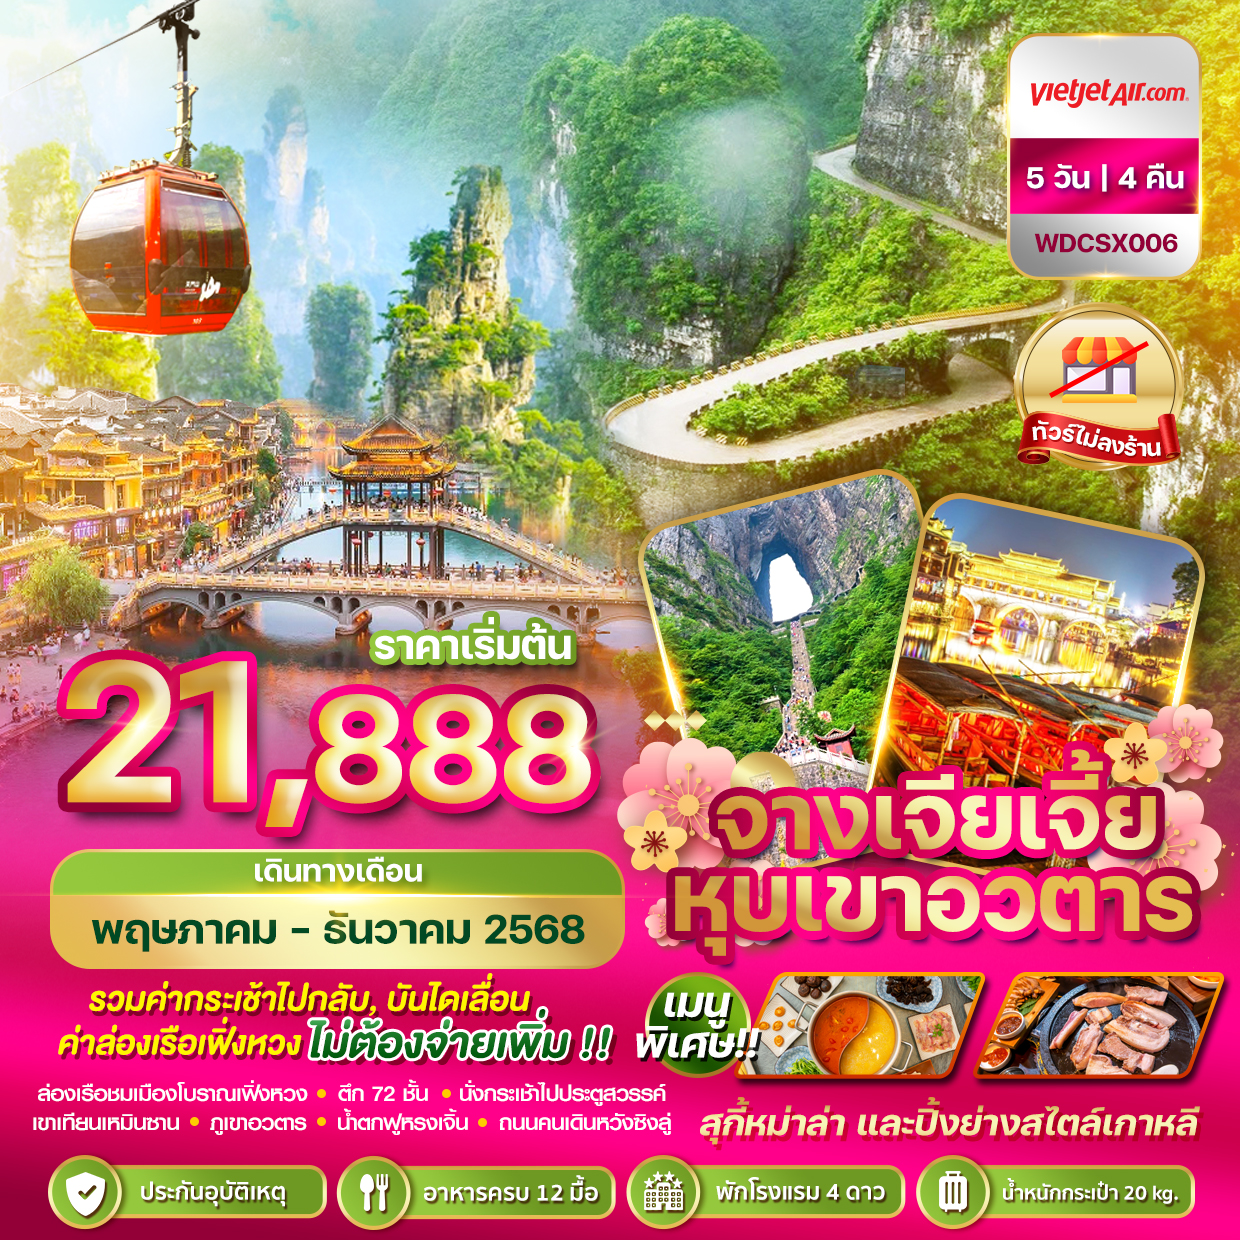 vietjetAir.com
5 วัน | 4 คืน
WDCSX006
ทัวร์ไม่ลงร้าน
ราคาเริ่มต้น
21,888
จางเจียเจี้ย
หุบเขาอวตาร
เดินทางเดือน
พฤษภาคม - ธันวาคม 2568
รวมค่ากระเช้าไปกลับ, บันไดเลื่อน
ค่าล่องเรือเฟิ่งหวง ไม่ต้องจ่ายเพิ่ม !!
ล่องเรือชมเมืองโบราณเฟิ่งหวง • ตึก 72 ชั้น • นั่งกระเช้าไปประตูสวรรค์
เขาเทียนเหมินซาน • ภูเขาอวตาร • น้ำตกฟูหรงเจิ้น • ถนนคนเดินหวังซิงลู่
เมนู
พิเศษ!!
สุกี้หม่าล่า และปิ้งย่างสไตล์เกาหลี
ประกันอุบัติเหตุ
อาหารครบ 12 มื้อ
พักโรงแรม 4 ดาว
น้ำหนักกระเป๋า 20 kg.